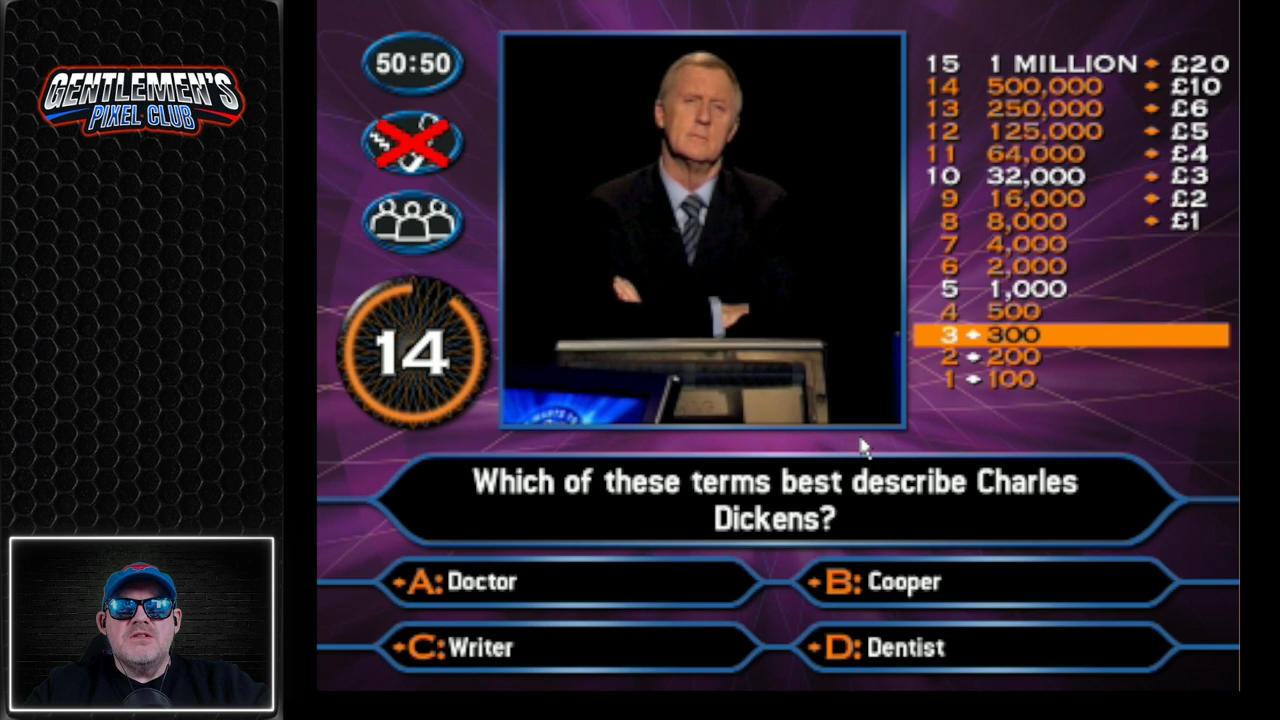 GENTLEMEN'S
PIXEL CLUB
50:50
14
15 1 MILLION £20
14 500,000 £10
13 250,000 £6
12 125,000 £5
11 64,000 £4
10 32,000 £3
9 16,000 £2
8 8,000 £1
7 4,000
6 2,000
5 1,000
4 500
3 300
2 200
1 100
Which of these terms best describe Charles
Dickens?
A: Doctor
B: Cooper
C: Writer
D: Dentist